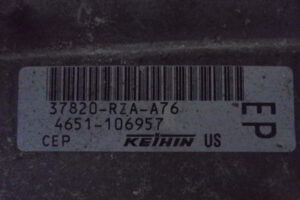 37820-RZA-A76
4651-106957
CEP KEIHIN US
EP